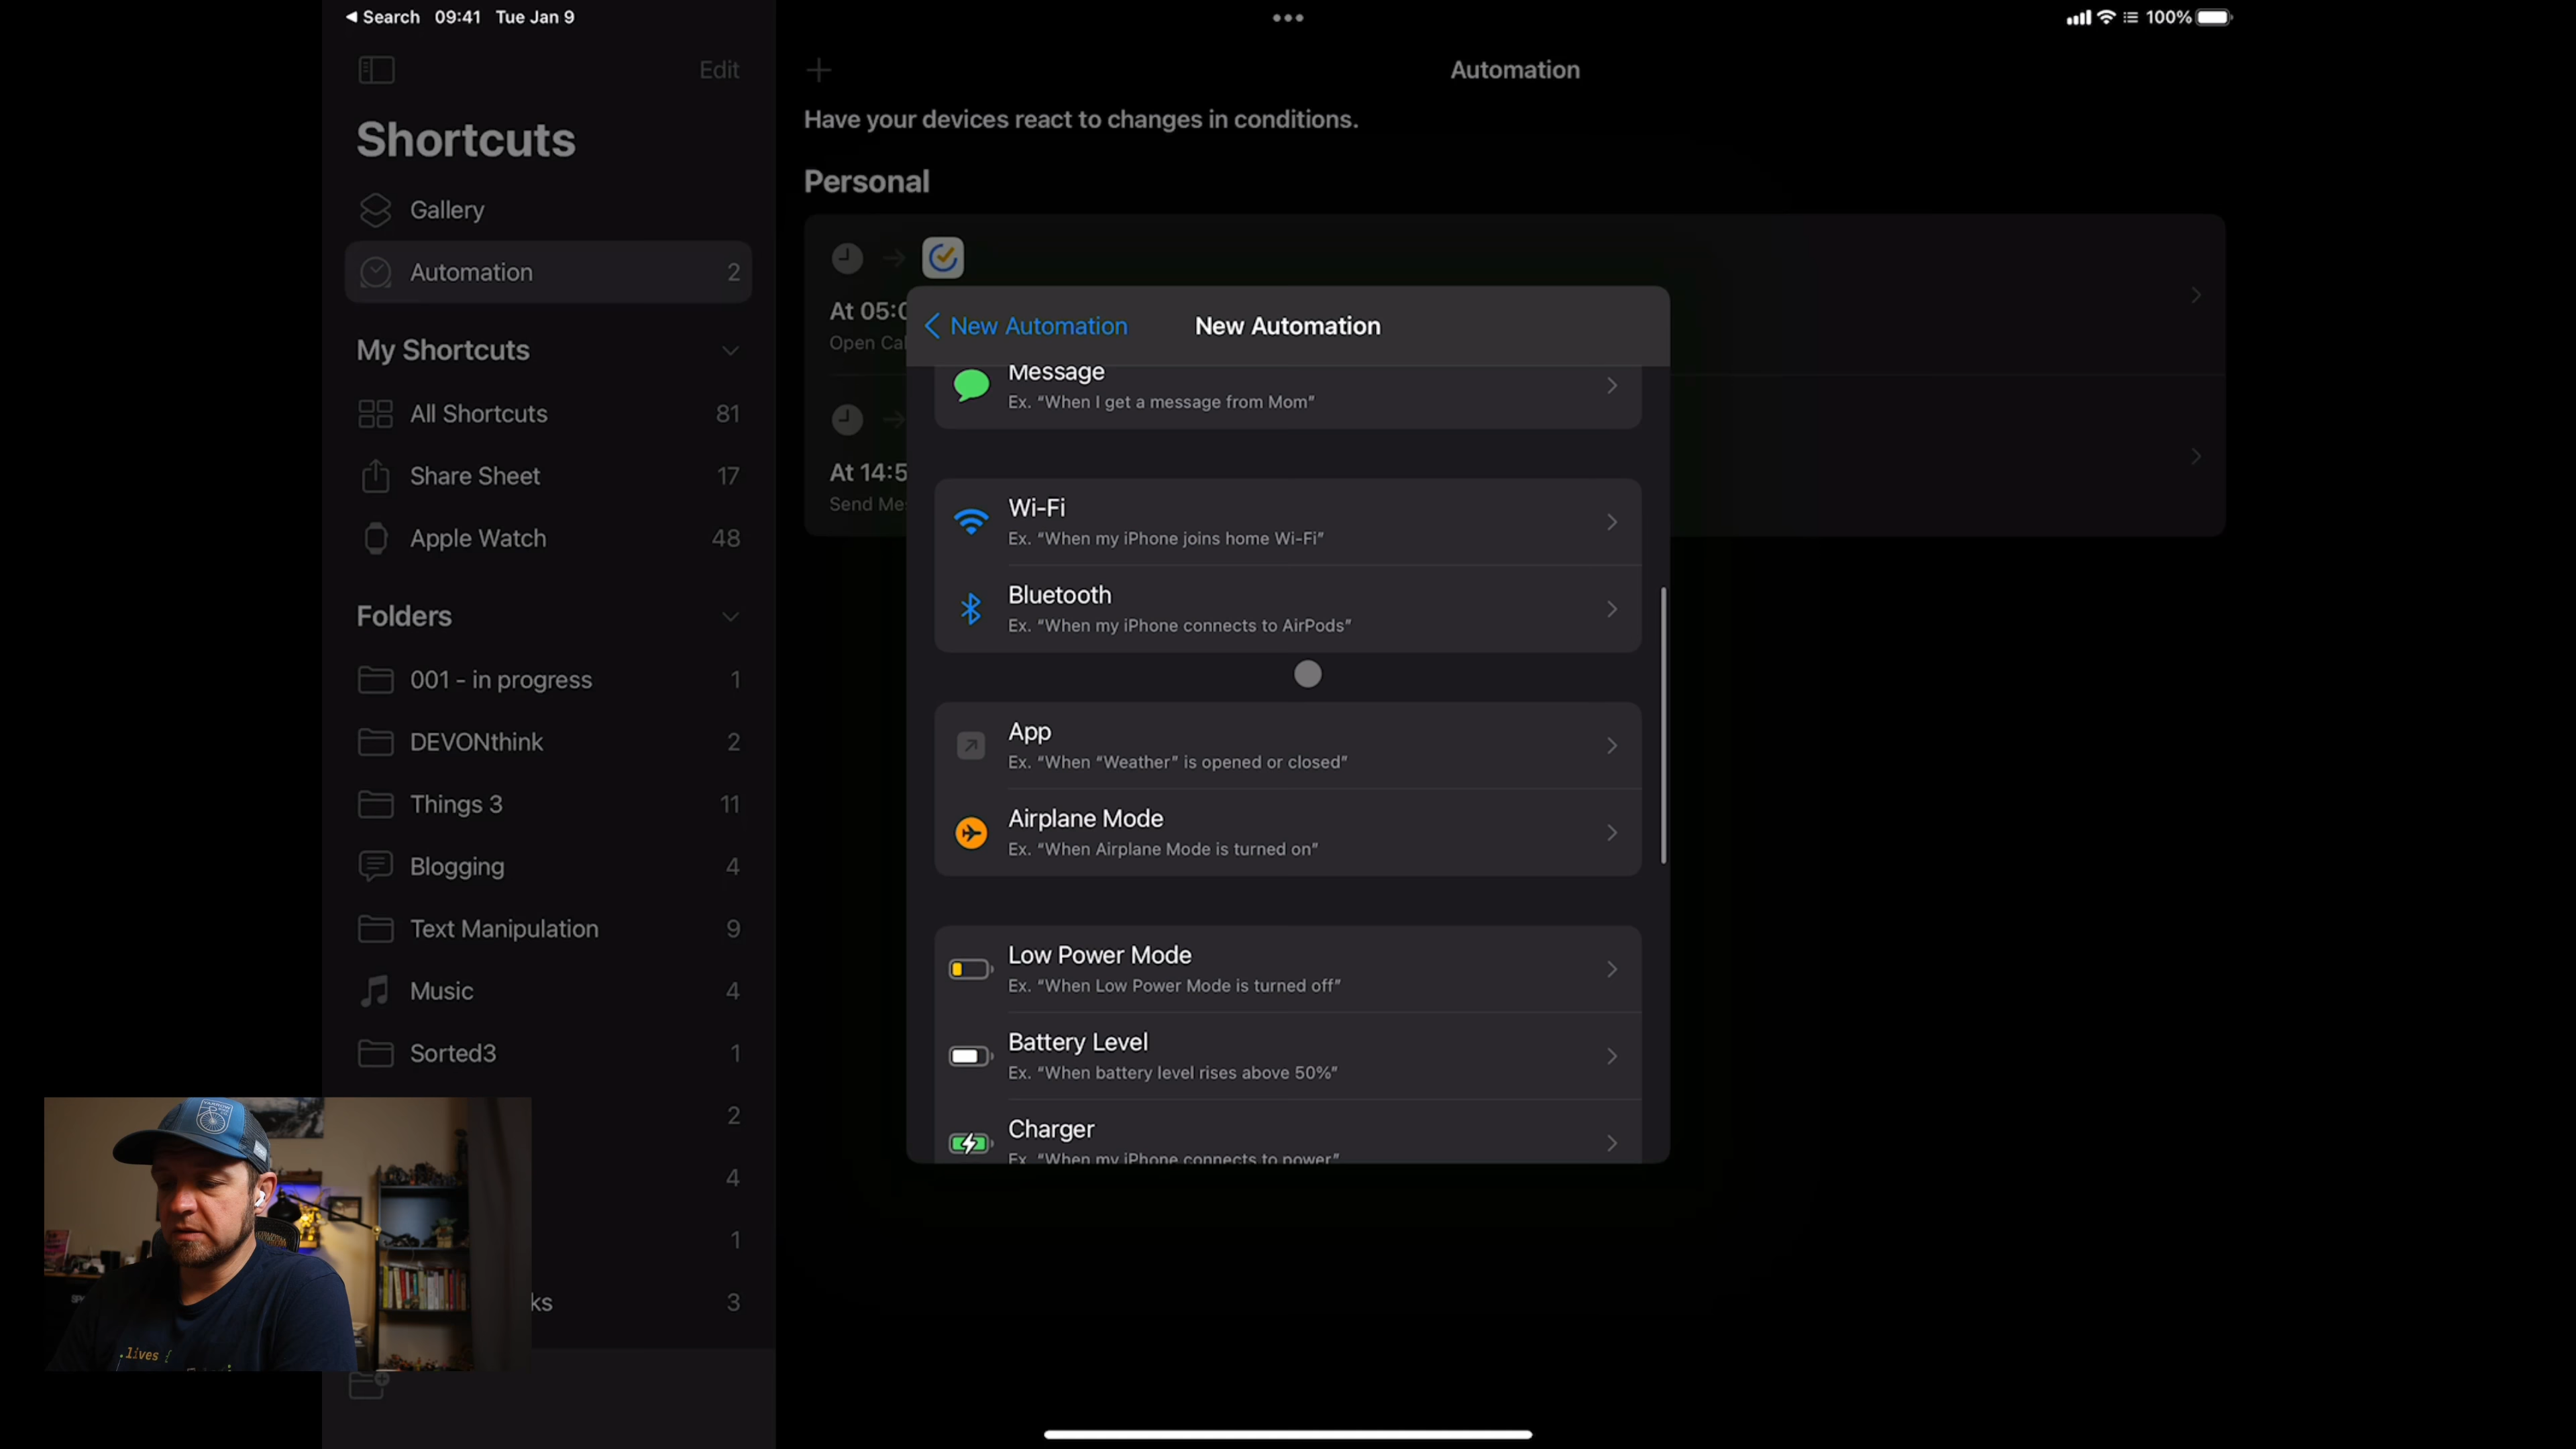 Search 09:41 Tue Jan 9
100%
Edit
Shortcuts
Gallery
Automation 2
My Shortcuts
All Shortcuts 81
Share Sheet 17
Apple Watch 48
Folders
001 - in progress 1
DEVONthink 2
Things 3 11
Blogging 4
Text Manipulation 9
Music 4
Sorted3 1
2
4
1
ks 3
Automation
Have your devices react to changes in conditions.
Personal
At 05:0
Open Cal
At 14:5
Send Me
New Automation
New Automation
Message
Ex. “When I get a message from Mom”
Wi-Fi
Ex. “When my iPhone joins home Wi-Fi”
Bluetooth
Ex. “When my iPhone connects to AirPods”
App
Ex. “When “Weather” is opened or closed”
Airplane Mode
Ex. “When Airplane Mode is turned on”
Low Power Mode
Ex. “When Low Power Mode is turned off”
Battery Level
Ex. “When battery level rises above 50%”
Charger
Ex. “When my iPhone connects to power”
.lives {